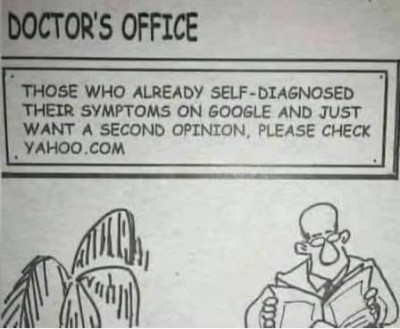 DOCTOR'S OFFICE
THOSE WHO ALREADY SELF-DIAGNOSED
THEIR SYMPTOMS ON GOOGLE AND JUST
WANT A SECOND OPINION, PLEASE CHECK
YAHOO.COM